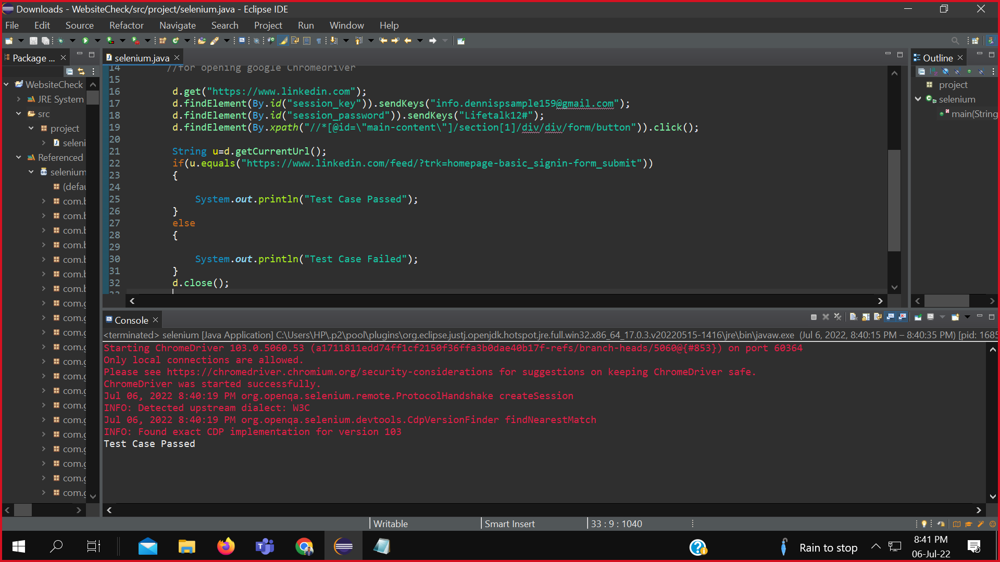 Downloads - WebsiteCheck/src/project/selenium.java - Eclipse IDE
File Edit Source Refactor Navigate Search Project Run Window Help
Package ...
selenium.java
Outline
WebsiteCheck
JRE System
src
project
seleni
Referenced
selenium
(defau
com.b
com.b
com.b
com.b
com.b
com.b
com.b
com.g
com.g
com.g
com.g
com.g
com.g
com.g
com.g
com.g
com.g
com.g
com.g
com.g
com.g
14 //for opening google Chromedriver
15
16 d.get("https://www.linkedin.com");
17 d.findElement(By.id("session_key")).sendKeys("info.dennispsample159@gmail.com");
18 d.findElement(By.id("session_password")).sendKeys("Lifetalk12#");
19 d.findElement(By.xpath("//*[@id=\"main-content\"]/section[1]/div/div/form/button")).click();
20
21 String u=d.getCurrentUrl();
22 if(u.equals("https://www.linkedin.com/feed/?trk=homepage-basic_signin-form_submit"))
23 {
24
25 System.out.println("Test Case Passed");
26 }
27 else
28 {
29
30 System.out.println("Test Case Failed");
31 }
32 d.close();
33
project
selenium
main(String
Console
<terminated> selenium [Java Application] C:\Users\HP\.p2\pool\plugins\org.eclipse.justj.openjdk.hotspot.jre.full.win32.x86_64_17.0.3.v20220515-1416\jre\bin\javaw.exe (Jul 6, 2022, 8:40:15 PM – 8:40:35 PM) [pid: 1685
Starting ChromeDriver 103.0.5060.53 (a1711811edd74ff1cf2150f36ffa3b0dae40b17f-refs/branch-heads/5060@{#853}) on port 60364
Only local connections are allowed.
Please see https://chromedriver.chromium.org/security-considerations for suggestions on keeping ChromeDriver safe.
ChromeDriver was started successfully.
Jul 06, 2022 8:40:19 PM org.openqa.selenium.remote.ProtocolHandshake createSession
INFO: Detected upstream dialect: W3C
Jul 06, 2022 8:40:19 PM org.openqa.selenium.devtools.CdpVersionFinder findNearestMatch
INFO: Found exact CDP implementation for version 103
Test Case Passed
Writable
Smart Insert
33 : 9 : 1040
Rain to stop
8:41 PM
06-Jul-22